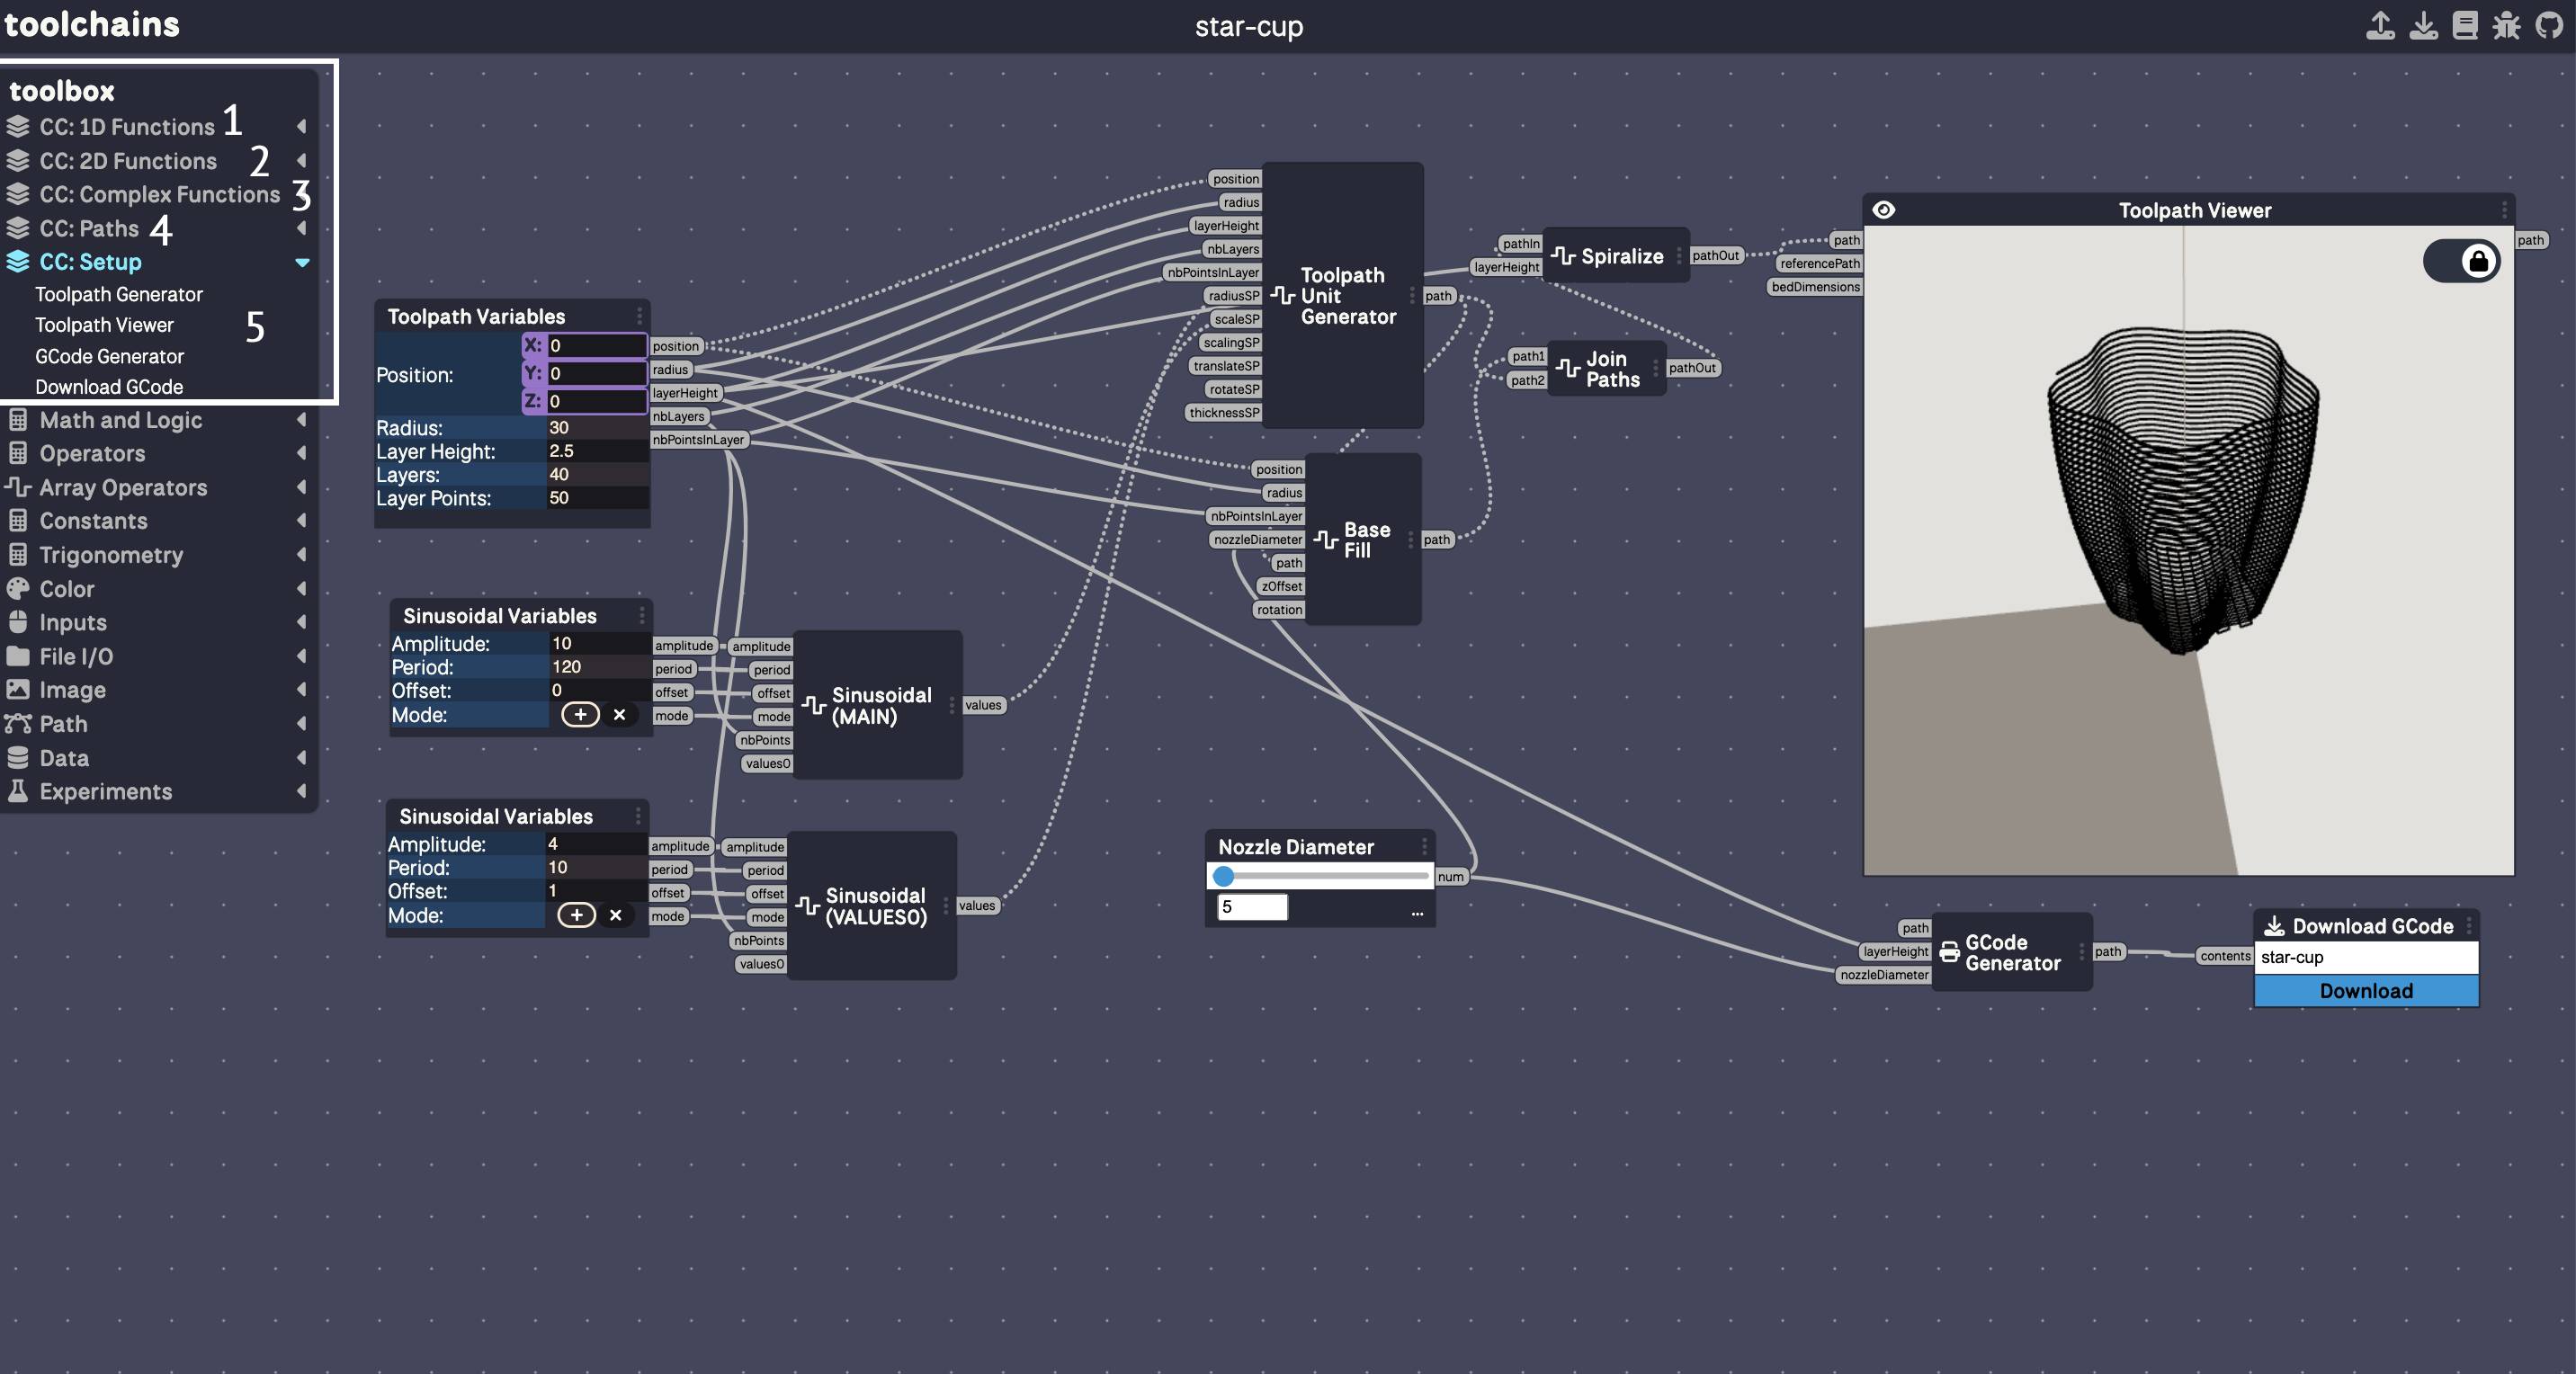 toolchains
star-cup
toolbox
CC: 1D Functions 1
CC: 2D Functions 2
CC: Complex Functions 3
CC: Paths 4
CC: Setup
Toolpath Generator
Toolpath Viewer
5
GCode Generator
Download GCode
Math and Logic
Operators
Array Operators
Constants
Trigonometry
Color
Inputs
File I/O
Image
Path
Data
Experiments
Toolpath Variables
Position:
X: 0
Y: 0
Z: 0
Radius: 30
Layer Height: 2.5
Layers: 40
Layer Points: 50
position
radius
layerHeight
nbLayers
nbPointsInLayer
Sinusoidal Variables
Amplitude: 10
Period: 120
Offset: 0
Mode: + ×
amplitude
period
offset
mode
amplitude
period
offset
mode
nbPoints
values0
Sinusoidal
(MAIN)
values
Sinusoidal Variables
Amplitude: 4
Period: 10
Offset: 1
Mode: + ×
amplitude
period
offset
mode
amplitude
period
offset
mode
nbPoints
values0
Sinusoidal
(VALUES0)
values
position
radius
layerHeight
nbLayers
nbPointsInLayer
radiusSP
scaleSP
scalingSP
translateSP
rotateSP
thicknessSP
Toolpath
Unit
Generator
path
position
radius
nbPointsInLayer
nozzleDiameter
path
zOffset
rotation
Base
Fill
path
pathIn
layerHeight
Spiralize
pathOut
path1
path2
Join
Paths
pathOut
Nozzle Diameter
5
...
num
Toolpath Viewer
path
referencePath
bedDimensions
path
path
layerHeight
nozzleDiameter
GCode
Generator
path
contents
Download GCode
star-cup
Download